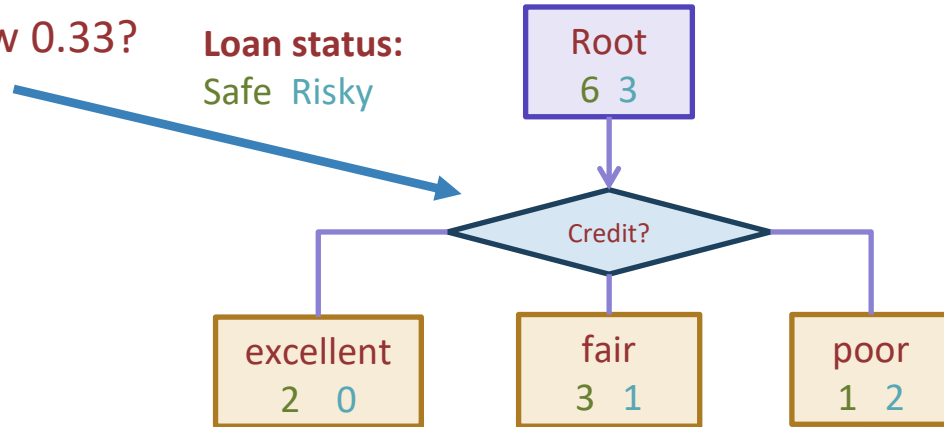 0.33?
Loan status:
Safe Risky
Root
6 3
Credit?
excellent
2 0
fair
3 1
poor
1 2